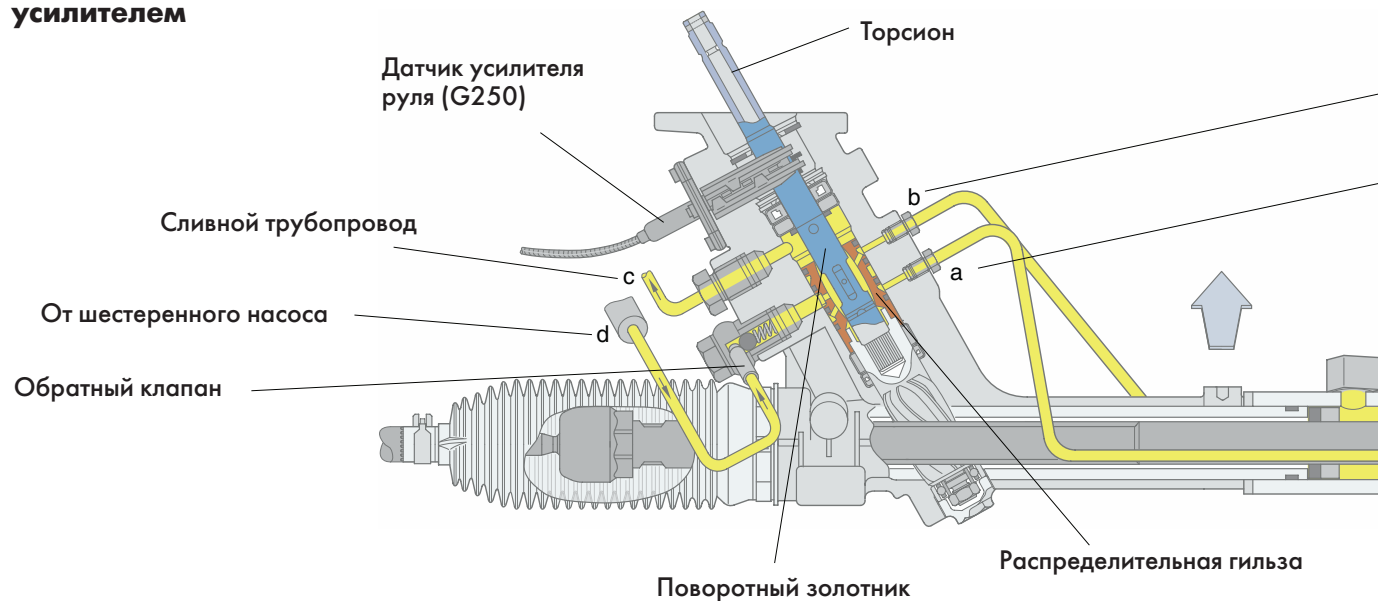 усилителем
Торсион
Датчик усилителя
руля (G250)
b
Сливной трубопровод
a
c
От шестеренного насоса
d
Обратный клапан
Распределительная гильза
Поворотный золотник